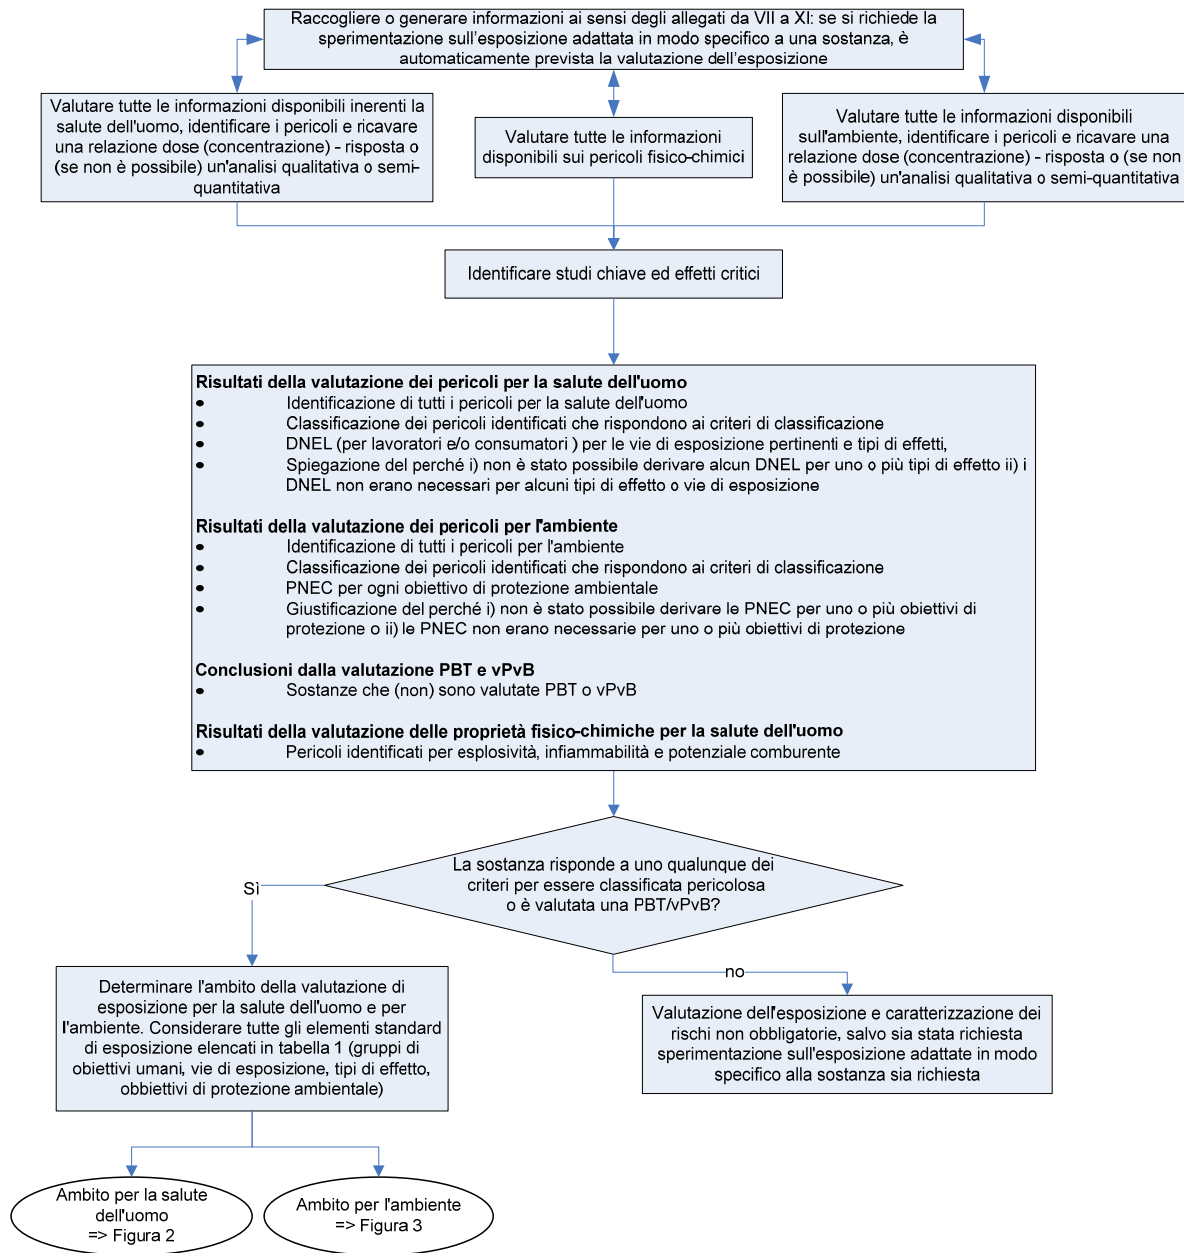 Raccogliere o generare informazioni ai sensi degli allegati da VII a XI: se si richiede la
sperimentazione sull'esposizione adattata in modo specifico a una sostanza, è
automaticamente prevista la valutazione dell'esposizione
Valutare tutte le informazioni disponibili inerenti la
salute dell'uomo, identificare i pericoli e ricavare
una relazione dose (concentrazione) - risposta o
(se non è possibile) un'analisi qualitativa o semi-
quantitativa
Valutare tutte le informazioni
disponibili sui pericoli fisico-chimici
Valutare tutte le informazioni disponibili
sull'ambiente, identificare i pericoli e ricavare una
relazione dose (concentrazione) - risposta o (se non
è possibile) un'analisi qualitativa o semi-quantitativa
Identificare studi chiave ed effetti critici
Risultati della valutazione dei pericoli per la salute dell'uomo
• Identificazione di tutti i pericoli per la salute dell'uomo
• Classificazione dei pericoli identificati che rispondono ai criteri di classificazione
• DNEL (per lavoratori e/o consumatori ) per le vie di esposizione pertinenti e tipi di effetti,
• Spiegazione del perché i) non è stato possibile derivare alcun DNEL per uno o più tipi di effetto ii) i
DNEL non erano necessari per alcuni tipi di effetto o vie di esposizione
Risultati della valutazione dei pericoli per l'ambiente
• Identificazione di tutti i pericoli per l'ambiente
• Classificazione dei pericoli identificati che rispondono ai criteri di classificazione
• PNEC per ogni obiettivo di protezione ambientale
• Giustificazione del perché i) non è stato possibile derivare le PNEC per uno o più obiettivi di
protezione o ii) le PNEC non erano necessarie per uno o più obiettivi di protezione
Conclusioni dalla valutazione PBT e vPvB
• Sostanze che (non) sono valutate PBT o vPvB
Risultati della valutazione delle proprietà fisico-chimiche per la salute dell'uomo
• Pericoli identificati per esplosività, infiammabilità e potenziale comburente
La sostanza risponde a uno qualunque dei
criteri per essere classificata pericolosa
o è valutata una PBT/vPvB?
Sì
no
Determinare l'ambito della valutazione di
esposizione per la salute dell'uomo e per
l'ambiente. Considerare tutte gli elementi standard
di esposizione elencati in tabella 1 (gruppi di
obiettivi umani, vie di esposizione, tipi di effetto,
obbiettivi di protezione ambientale)
Valutazione dell'esposizione e caratterizzazione dei
rischi non obbligatorie, salvo sia stata richiesta
sperimentazione sull'esposizione adattate in modo
specifico alla sostanza sia richiesta
Ambito per la salute
dell'uomo
=> Figura 2
Ambito per l'ambiente
=> Figura 3